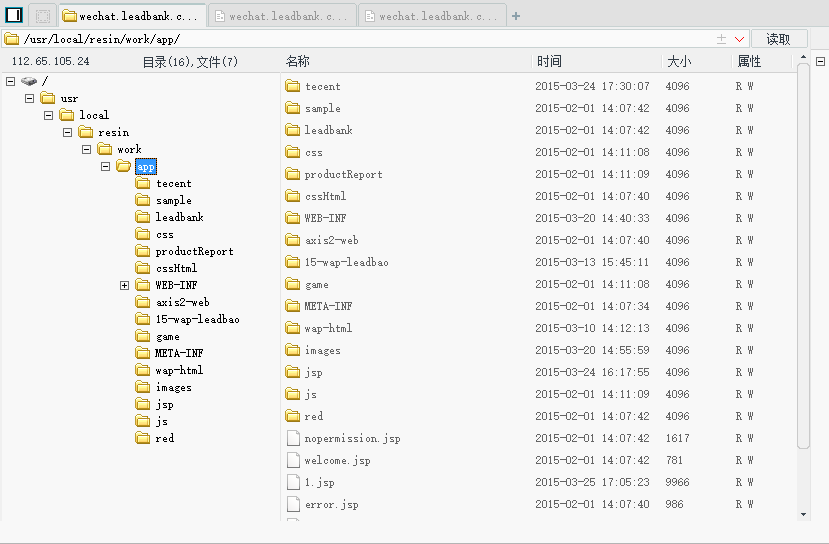 wechat.leadbank.c... wechat.leadbank.c... wechat.leadbank.c...
/usr/local/resin/work/app/ 读取
112.65.105.24 目录(16),文件(7) 名称 时间 大小 属性
/
usr
local
resin
work
app
tecent
sample
leadbank
css
productReport
cssHtml
WEB-INF
axis2-web
15-wap-leadbao
game
META-INF
wap-html
images
jsp
js
red
tecent 2015-03-24 17:30:07 4096 R W
sample 2015-02-01 14:07:42 4096 R W
leadbank 2015-02-01 14:07:42 4096 R W
css 2015-02-01 14:11:08 4096 R W
productReport 2015-02-01 14:11:09 4096 R W
cssHtml 2015-02-01 14:07:40 4096 R W
WEB-INF 2015-03-20 14:40:33 4096 R W
axis2-web 2015-02-01 14:07:40 4096 R W
15-wap-leadbao 2015-03-13 15:45:11 4096 R W
game 2015-02-01 14:11:08 4096 R W
META-INF 2015-02-01 14:07:34 4096 R W
wap-html 2015-03-10 14:12:13 4096 R W
images 2015-03-20 14:55:59 4096 R W
jsp 2015-03-24 16:17:55 4096 R W
js 2015-02-01 14:11:09 4096 R W
red 2015-02-01 14:07:42 4096 R W
nopermission.jsp 2015-02-01 14:07:42 1617 R W
welcome.jsp 2015-02-01 14:07:42 781 R W
1.jsp 2015-03-25 17:05:23 9966 R W
error.jsp 2015-02-01 14:07:40 986 R W